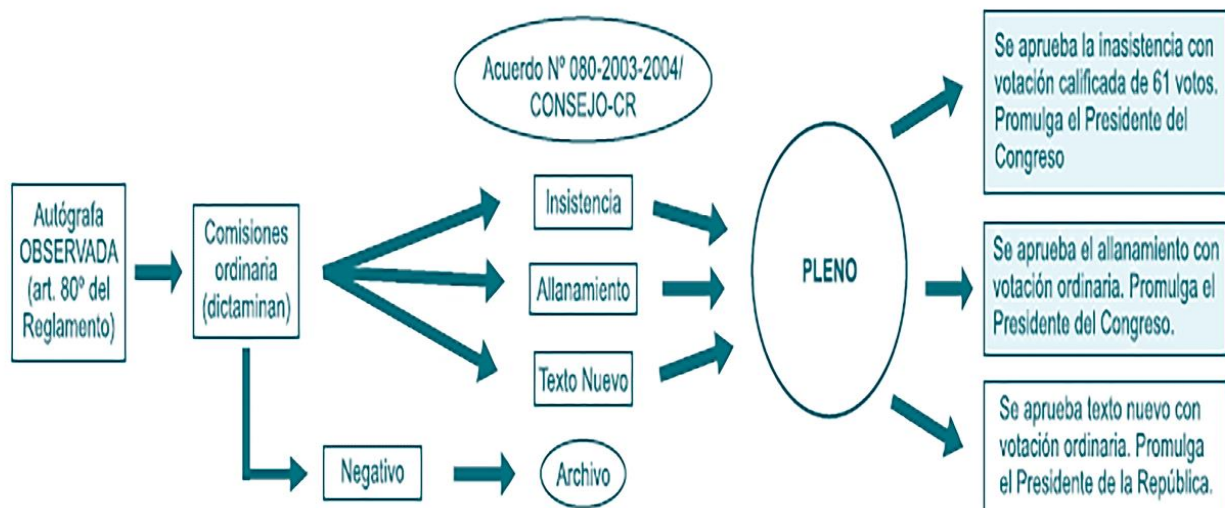 Acuerdo Nº 080-2003-2004/
CONSEJO-CR
Autógrafa
OBSERVADA
(art. 80º del
Reglamento)
Comisiones
ordinaria
(dictaminan)
Insistencia
Allanamiento
Texto Nuevo
Negativo
Archivo
PLENO
Se aprueba la inasistencia con
votación calificada de 61 votos.
Promulga el Presidente del
Congreso
Se aprueba el allanamiento con
votación ordinaria. Promulga el
Presidente del Congreso.
Se aprueba texto nuevo con
votación ordinaria. Promulga
el Presidente de la República.